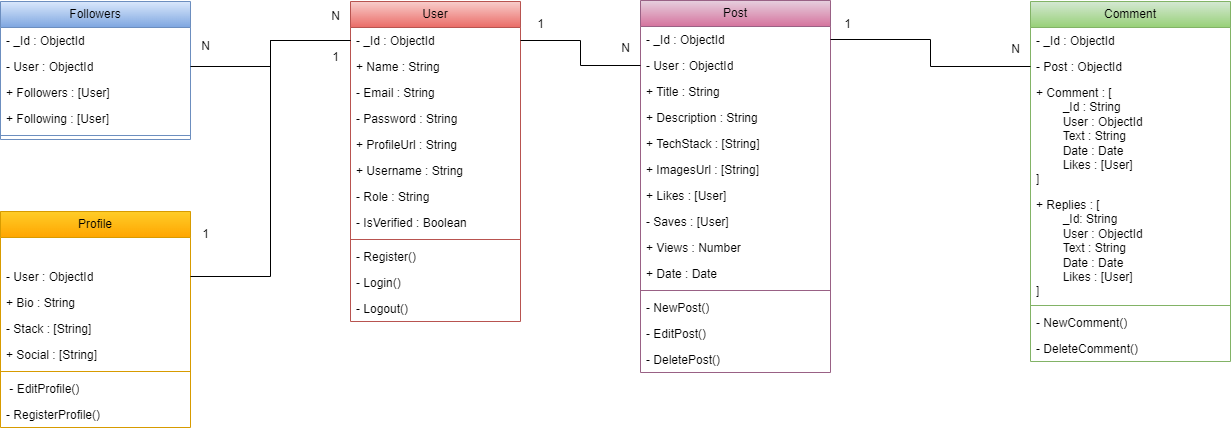 Followers
- _Id : ObjectId
- User : ObjectId
+ Followers : [User]
+ Following : [User]
N
N
1
User
- _Id : ObjectId
+ Name : String
- Email : String
- Password : String
+ ProfileUrl : String
+ Username : String
- Role : String
- IsVerified : Boolean
- Register()
- Login()
- Logout()
1
N
Post
- _Id : ObjectId
- User : ObjectId
+ Title : String
+ Description : String
+ TechStack : [String]
+ ImagesUrl : [String]
+ Likes : [User]
- Saves : [User]
+ Views : Number
+ Date : Date
- NewPost()
- EditPost()
- DeletePost()
1
N
Comment
- _Id : ObjectId
- Post : ObjectId
+ Comment : [
_Id : String
User : ObjectId
Text : String
Date : Date
Likes : [User]
]
+ Replies : [
_Id: String
User : ObjectId
Text : String
Date : Date
Likes : [User]
]
- NewComment()
- DeleteComment()
Profile
1
- User : ObjectId
+ Bio : String
- Stack : [String]
+ Social : [String]
- EditProfile()
- RegisterProfile()